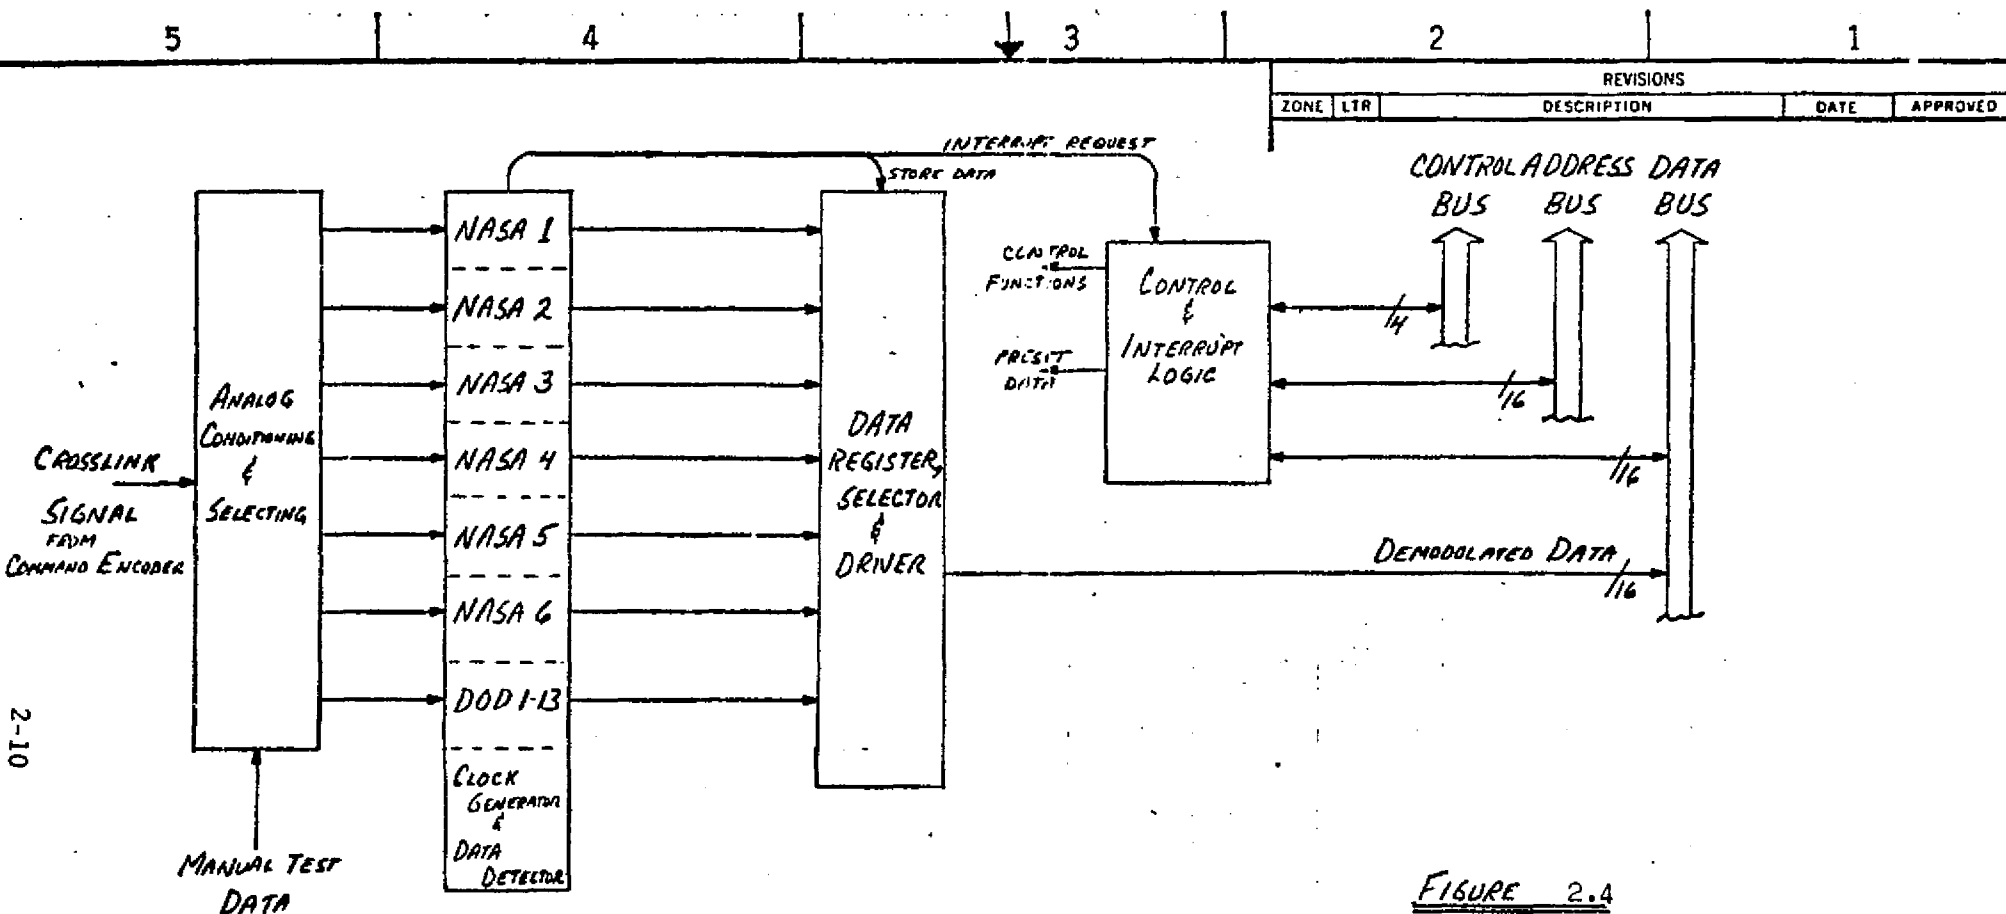 5 4 3 2 1
REVISIONS
ZONE LTR DESCRIPTION DATE APPROVED
INTERRUPT REQUEST
STORE DATA
CONTROL ADDRESS DATA
BUS BUS BUS
NASA 1
NASA 2
NASA 3
NASA 4
NASA 5
NASA 6
DOD 1-13
CLOCK
GENERATOR
&
DATA
DETECTOR
ANALOG
CONDITIONING
&
SELECTING
CROSSLINK
SIGNAL
FROM
COMMAND ENCODER
MANUAL TEST
DATA
DATA
REGISTER,
SELECTOR
&
DRIVER
CONTROL
FUNCTIONS
PRESET
DATA
CONTROL
&
INTERRUPT
LOGIC
/4
/16
/16
DEMODOLATED DATA
/16
2-10
FIGURE 2.4